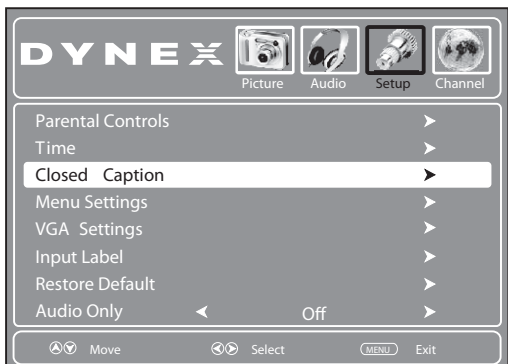 DYNEX
Picture Audio Setup Channel
Parental Controls
Time
Closed Caption
Menu Settings
VGA Settings
Input Label
Restore Default
Audio Only Off
Move Select MENU Exit